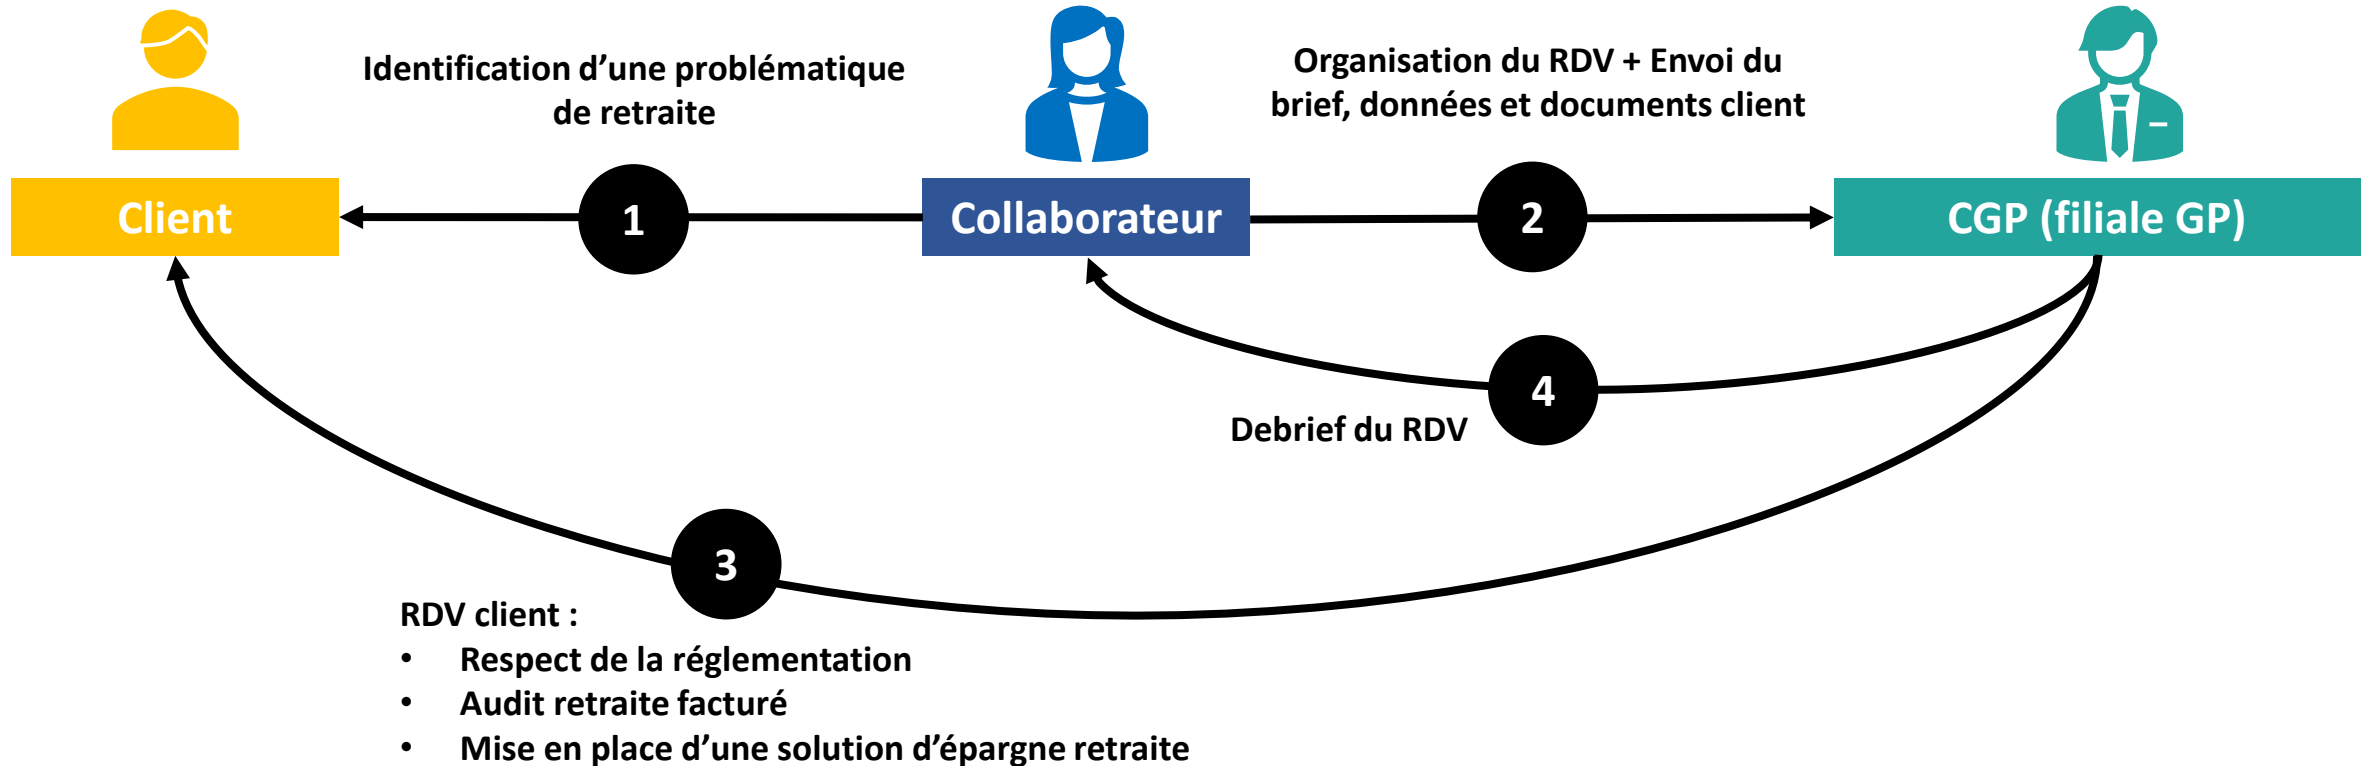 Identification d’une problématique
de retraite
Organisation du RDV + Envoi du
brief, données et documents client
Client
1
Collaborateur
2
CGP (filiale GP)
4
Debrief du RDV
3
RDV client :
• Respect de la réglementation
• Audit retraite facturé
• Mise en place d’une solution d’épargne retraite